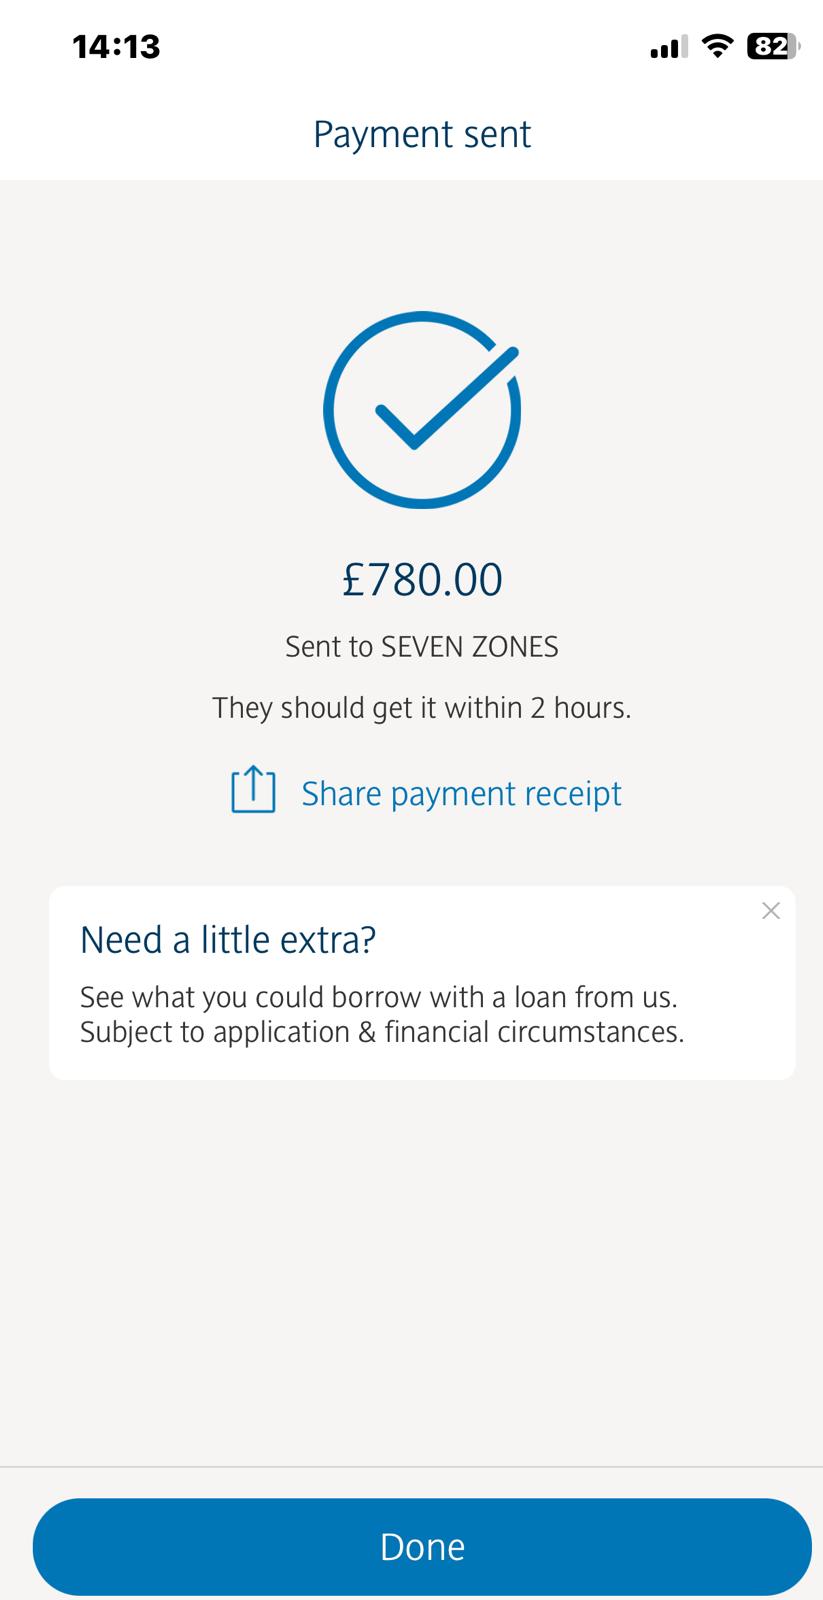 14:13
82
Payment sent
£780.00
Sent to SEVEN ZONES
They should get it within 2 hours.
Share payment receipt
Need a little extra?
See what you could borrow with a loan from us.
Subject to application & financial circumstances.
Done